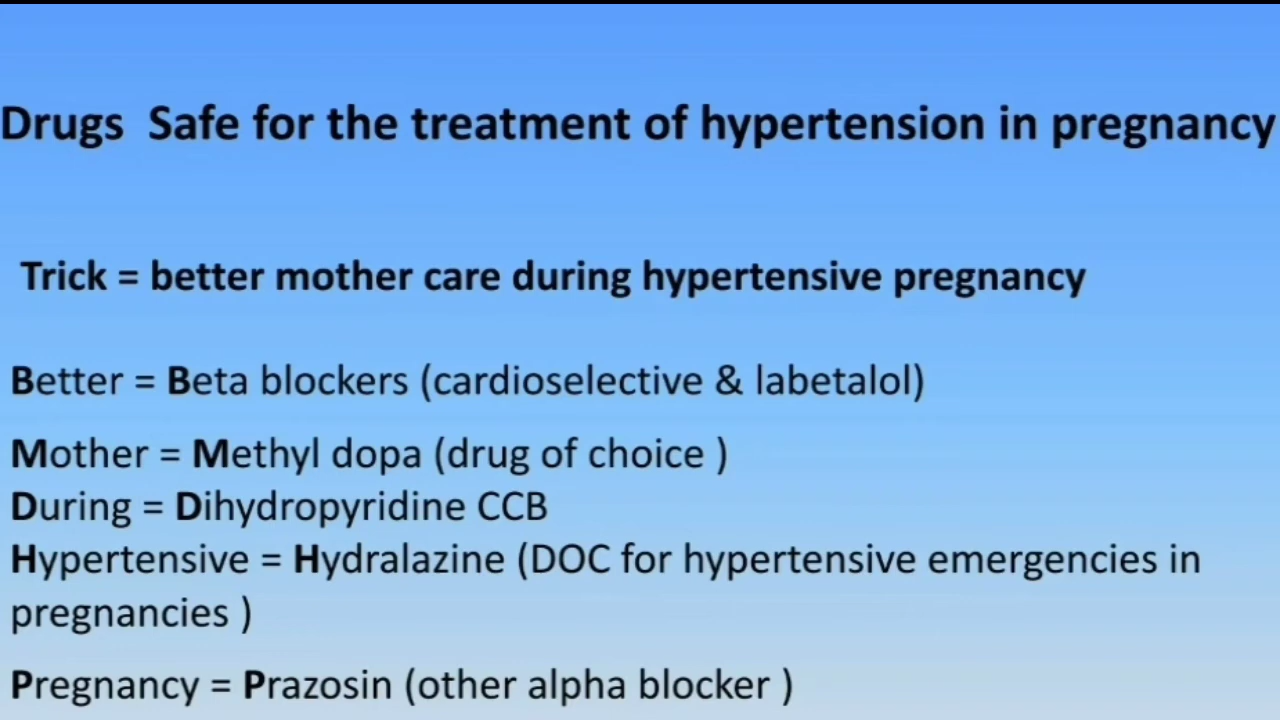 Drugs  Safe for the treatment of hypertension in pregnancy
Trick = better mother care during hypertensive pregnancy
Better = Beta blockers (cardioselective & labetalol)
Mother = Methyl dopa (drug of choice )
During = Dihydropyridine CCB
Hypertensive = Hydralazine (DOC for hypertensive emergencies in
pregnancies )
Pregnancy = Prazosin (other alpha blocker )